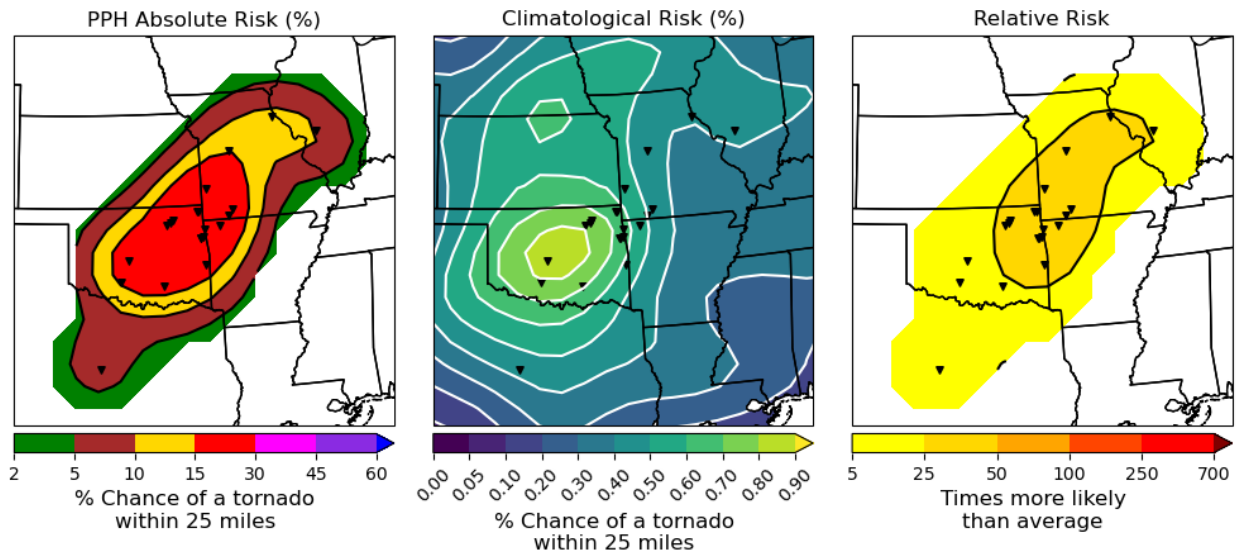 PPH Absolute Risk (%)
Climatological Risk (%)
Relative Risk
2 5 10 15 30 45 60
% Chance of a tornado
within 25 miles
0.00 0.05 0.10 0.20 0.30 0.40 0.50 0.60 0.70 0.80 0.90
% Chance of a tornado
within 25 miles
5 25 50 100 250 700
Times more likely
than average